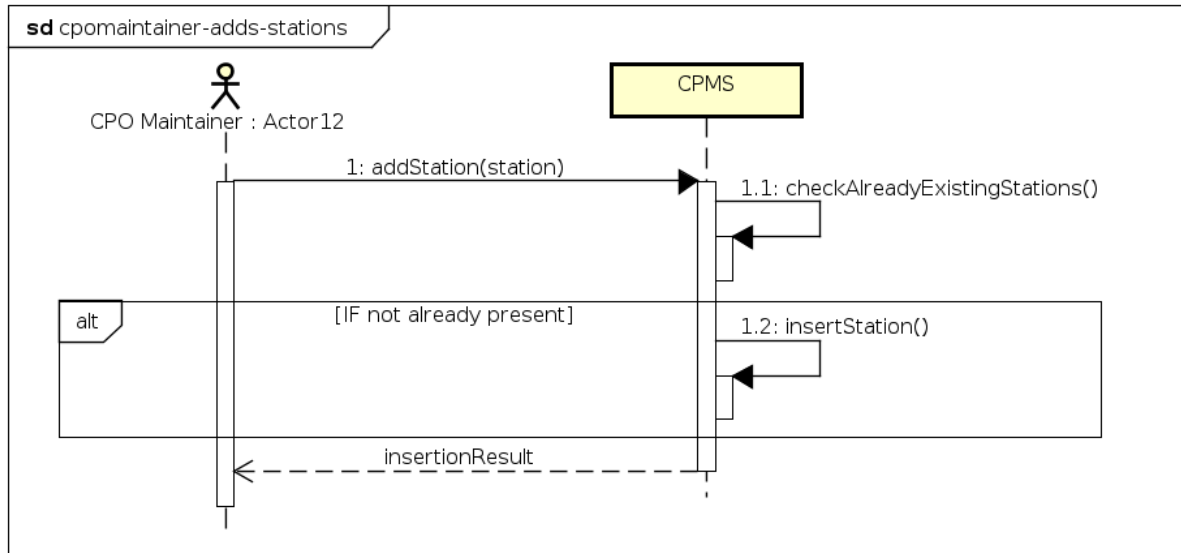 sd cpomaintainer-adds-stations
CPO Maintainer : Actor12
CPMS
1: addStation(station)
1.1: checkAlreadyExistingStations()
alt
[IF not already present]
1.2: insertStation()
insertionResult